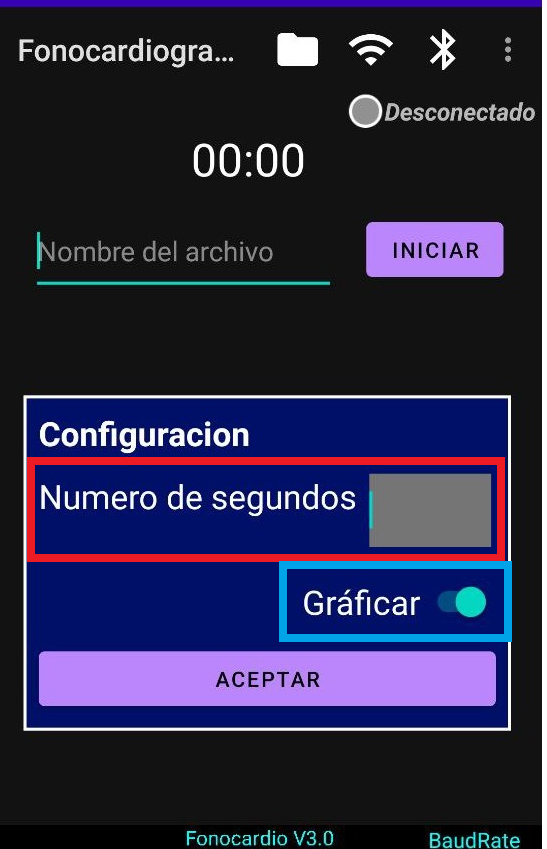 Fonocardiogra...
Desconectado
00:00
Nombre del archivo
INICIAR
Configuracion
Numero de segundos
Gráficar
ACEPTAR
Fonocardio V3.0
BaudRate